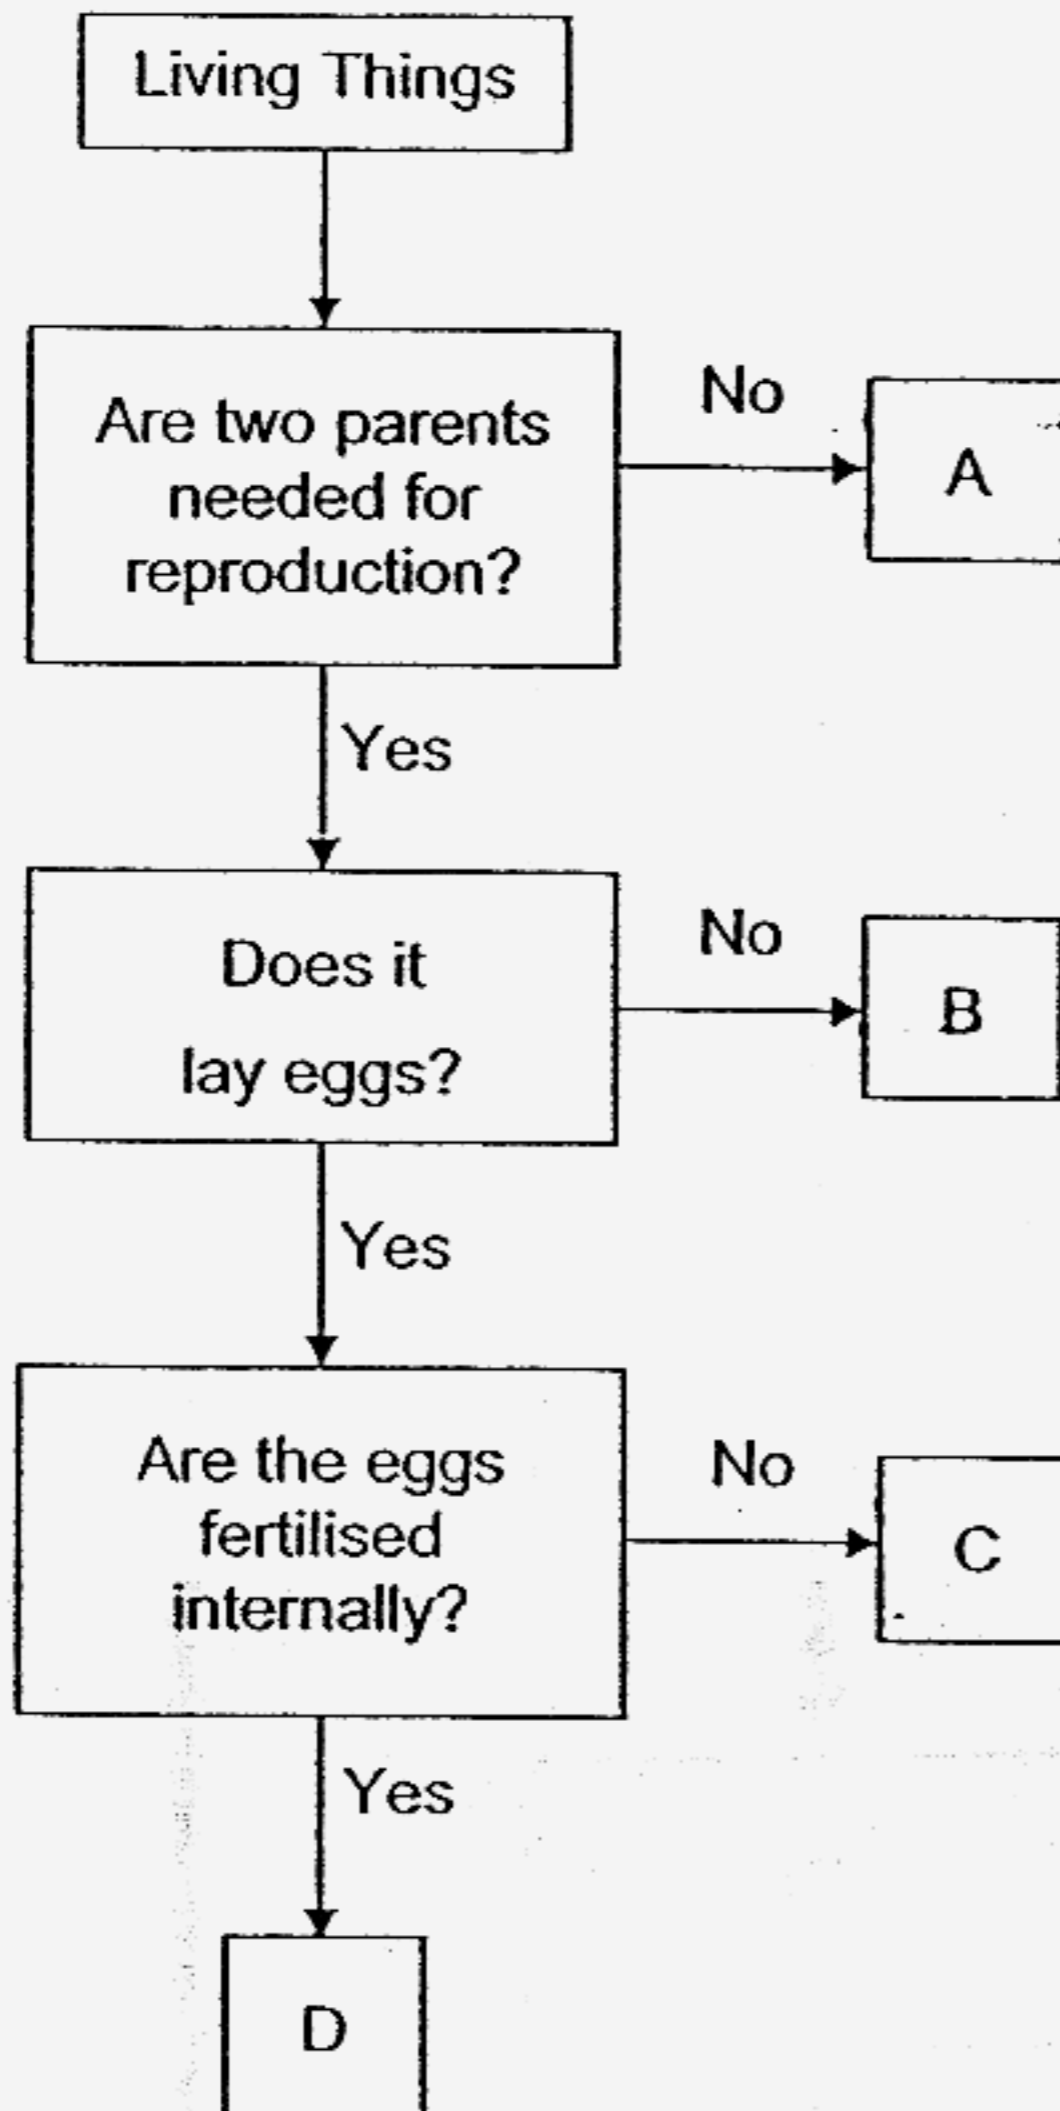 Living Things
Are two parents
needed for
reproduction?
No
A
Yes
Does it
lay eggs?
No
B
Yes
Are the eggs
fertilised
internally?
No
C
Yes
D